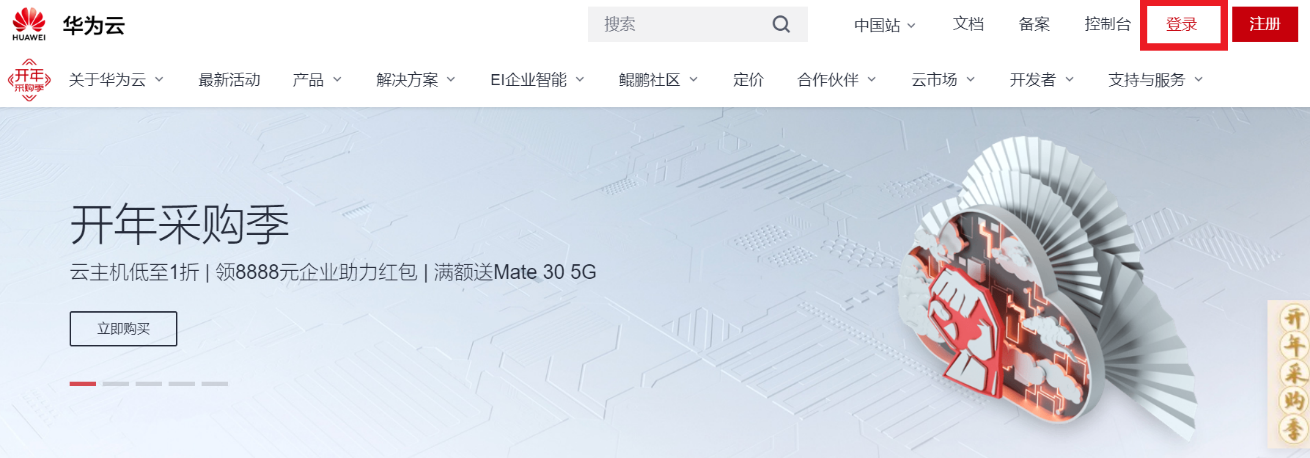 HUAWEI
华为云
搜索
中国站
文档
备案
控制台
登录
注册
开年
采购季
关于华为云
最新活动
产品
解决方案
EI企业智能
鲲鹏社区
定价
合作伙伴
云市场
开发者
支持与服务
开年采购季
云主机低至1折 | 领8888元企业助力红包 | 满额送Mate 30 5G
立即购买
开
年
采
购
季